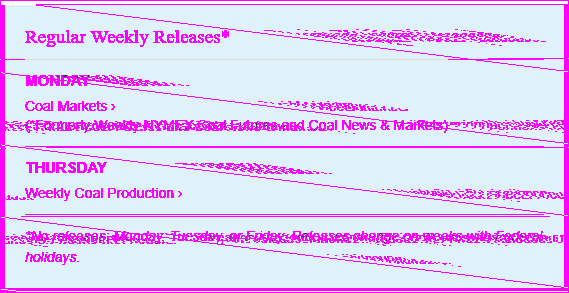 Regular Weekly Releases*
MONDAY
Coal Markets ›
(*Formerly Weekly NYMEX Coal Futures and Coal News & Markets)
THURSDAY
Weekly Coal Production ›
*No releases: Monday, Tuesday, or Friday. Releases change on weeks with Federal
holidays.